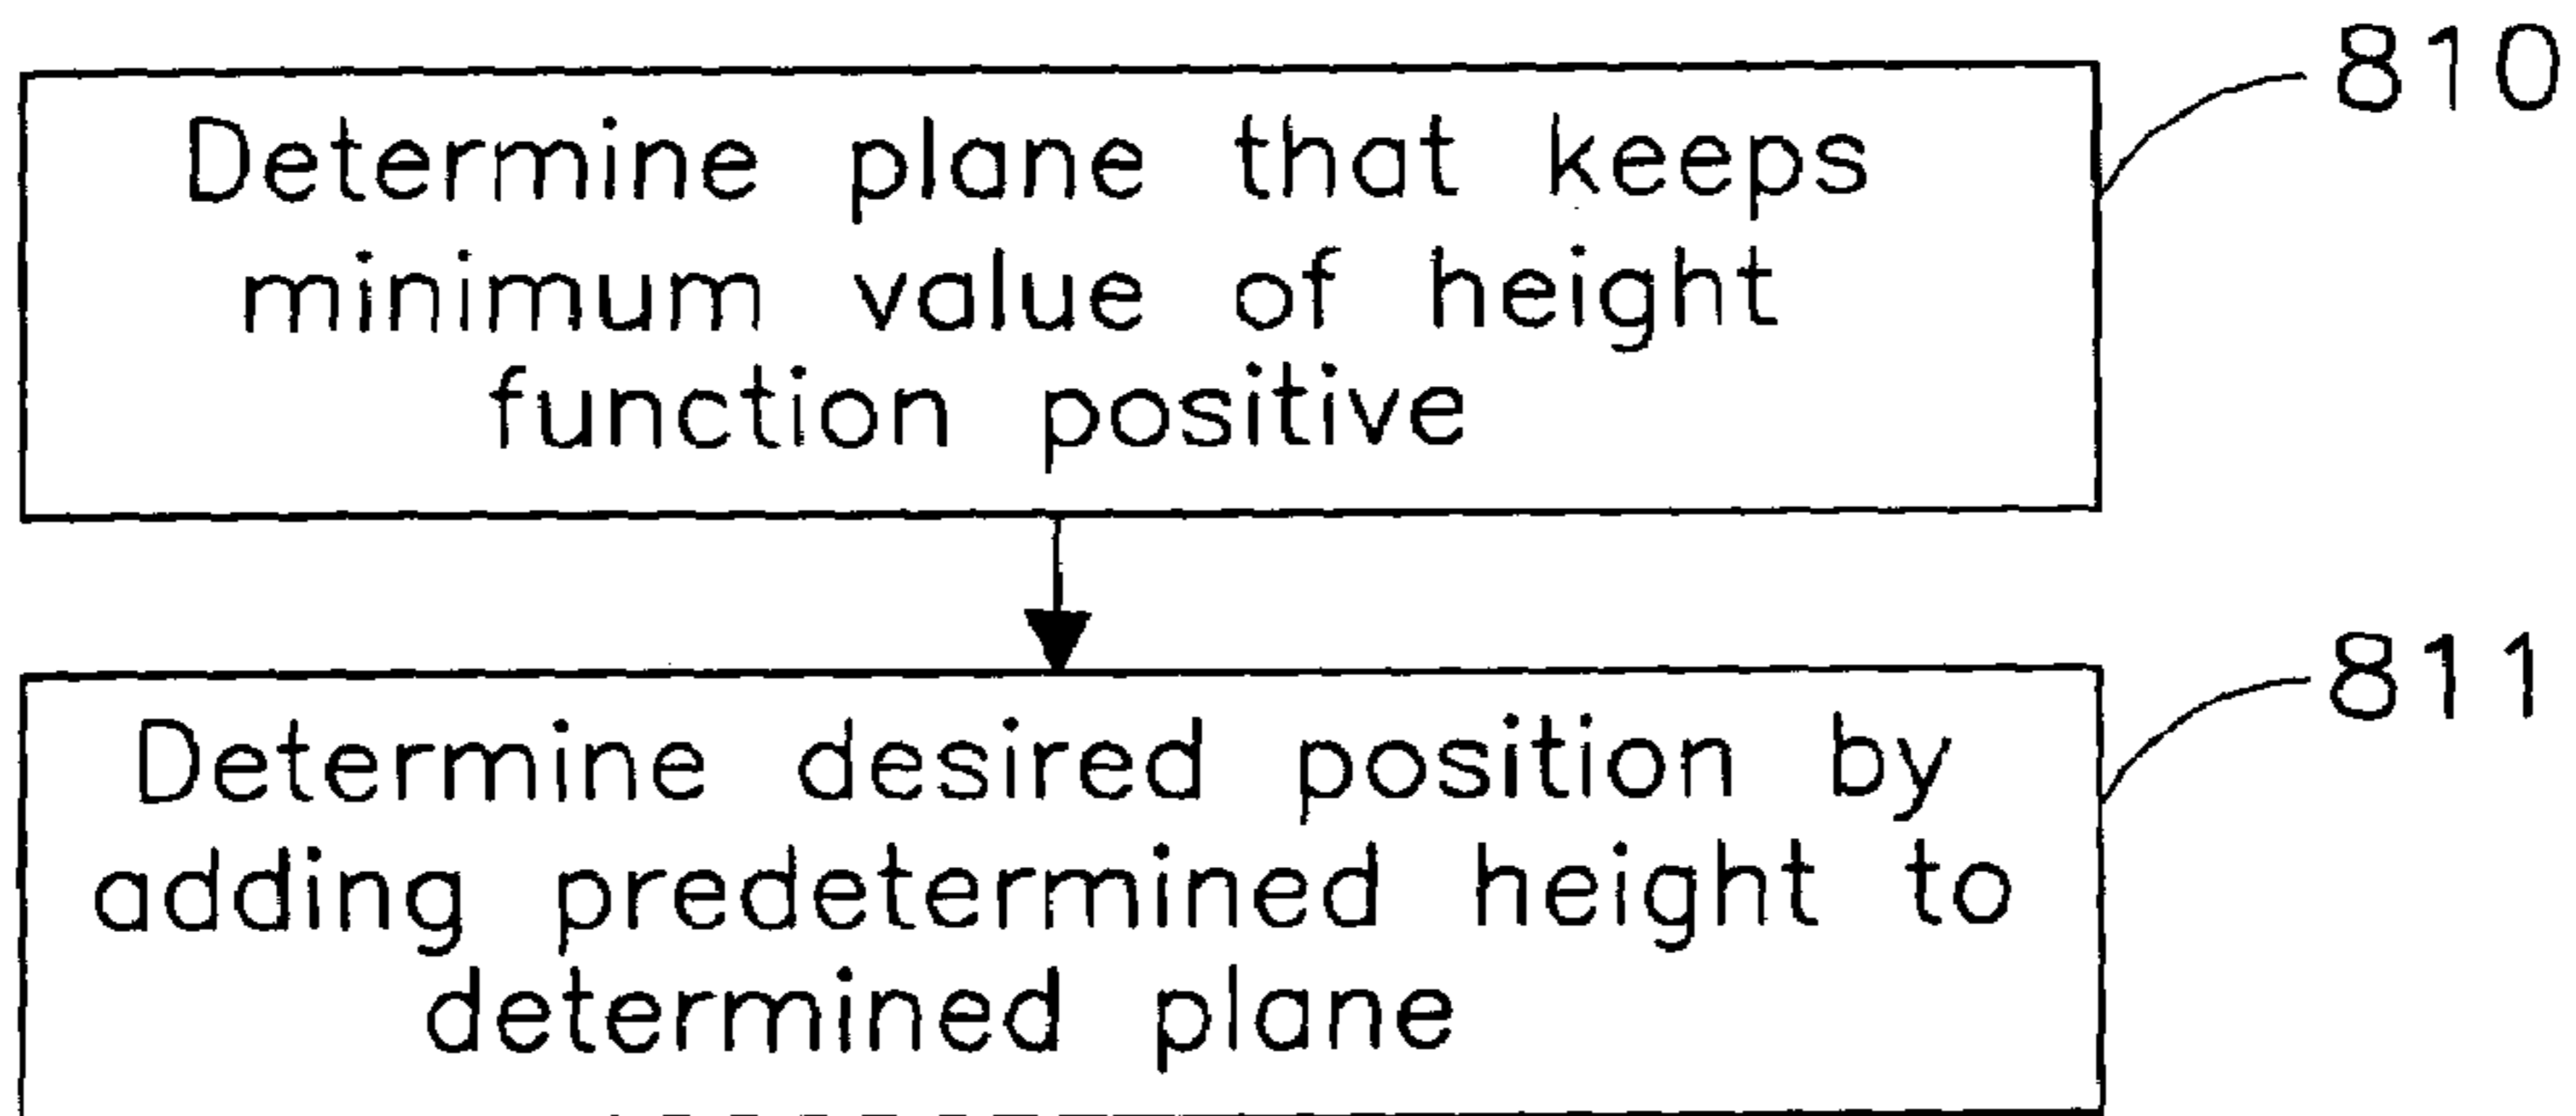 810
Determine plane that keeps
minimum value of height
function positive
811
Determine desired position by
adding predetermined height to
determined plane